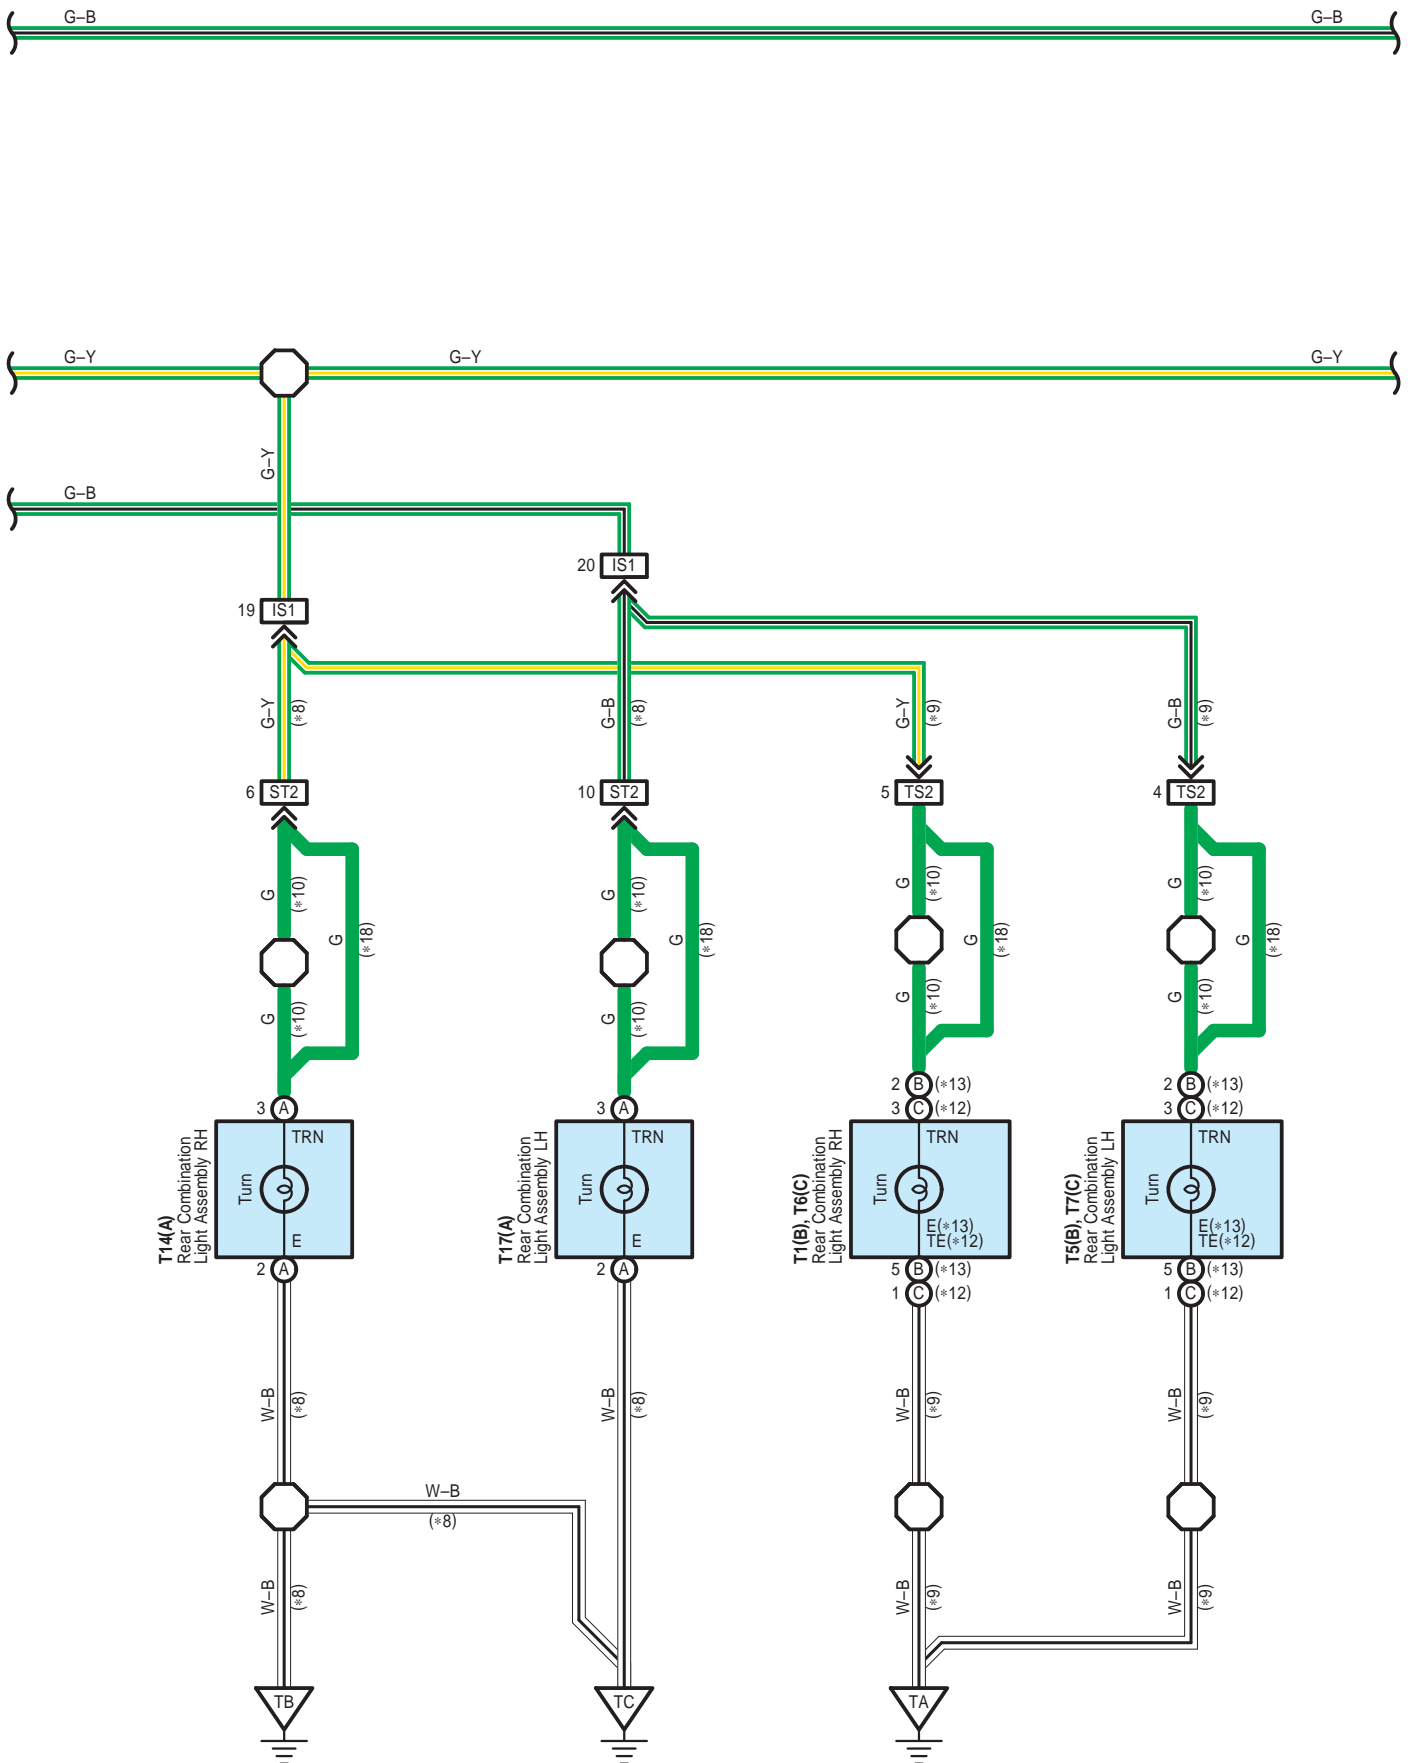 G–B
G–B
G–Y
G–Y
G–Y
G–Y
G–B
20 IS1
19 IS1
G–Y
(*8)
G–B
(*8)
G–Y
(*9)
G–B
(*9)
6 ST2
10 ST2
5 TS2
4 TS2
G
(*10)
G
(*10)
G
(*10)
G
(*10)
G
(*18)
G
(*18)
G
(*18)
G
(*18)
G
(*10)
G
(*10)
G
(*10)
G
(*10)
2 B (*13)
2 B (*13)
3 A
3 A
3 C (*12)
3 C (*12)
T14(A)
Rear Combination
Light Assembly RH
Turn
TRN
E
T17(A)
Rear Combination
Light Assembly LH
Turn
TRN
E
T1(B), T6(C)
Rear Combination
Light Assembly RH
Turn
TRN
E(*13)
TE(*12)
T5(B), T7(C)
Rear Combination
Light Assembly LH
Turn
TRN
E(*13)
TE(*12)
2 A
2 A
5 B (*13)
5 B (*13)
1 C (*12)
1 C (*12)
W–B
(*8)
W–B
(*8)
W–B
(*9)
W–B
(*9)
W–B
(*8)
W–B
(*8)
W–B
(*9)
W–B
(*9)
TB
TC
TA